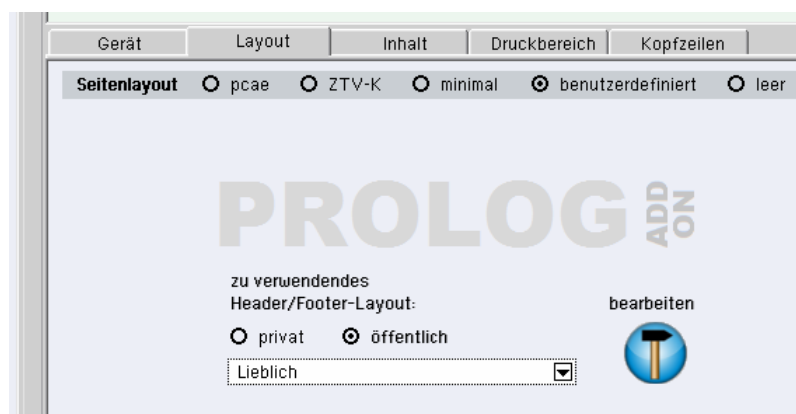 Gerät Layout Inhalt Druckbereich Kopfzeilen
Seitenlayout pcae ZTV-K minimal benutzerdefiniert leer
PROLOG ADD ON
zu verwendendes
Header/Footer-Layout: bearbeiten
privat öffentlich
Lieblich